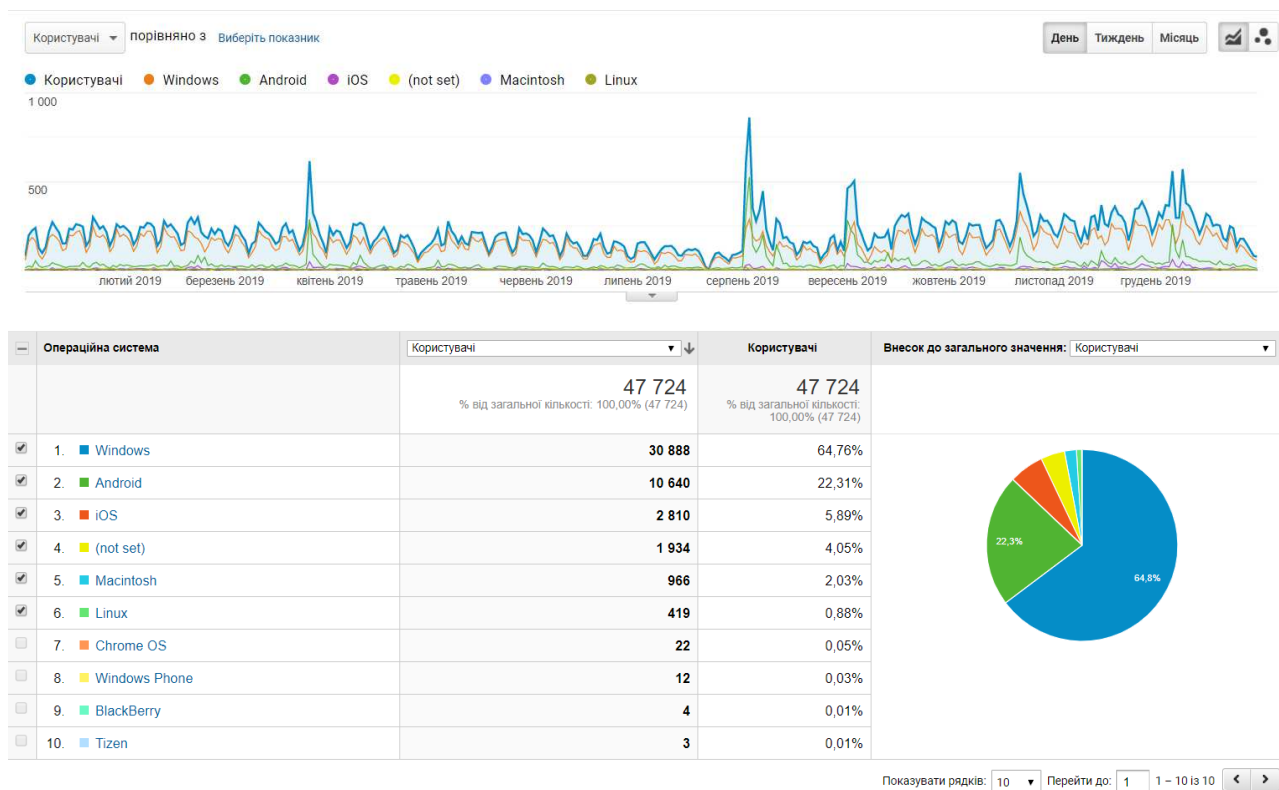 Користувачі порівняно з Виберіть показник День Тиждень Місяць
Користувачі Windows Android iOS (not set) Macintosh Linux
1 000
500
лютий 2019 березень 2019 квітень 2019 травень 2019 червень 2019 липень 2019 серпень 2019 вересень 2019 жовтень 2019 листопад 2019 грудень 2019
Операційна система Користувачі Користувачі Внесок до загального значення: Користувачі
47 724 47 724
% від загальної кількості: 100,00% (47 724) % від загальної кількості:
100,00% (47 724)
1. Windows 30 888 64,76%
2. Android 10 640 22,31%
3. iOS 2 810 5,89%
4. (not set) 1 934 4,05%
5. Macintosh 966 2,03%
6. Linux 419 0,88%
7. Chrome OS 22 0,05%
8. Windows Phone 12 0,03%
9. BlackBerry 4 0,01%
10. Tizen 3 0,01%
22,3%
64,8%
Показувати рядків: 10 Перейти до: 1 1 – 10 із 10